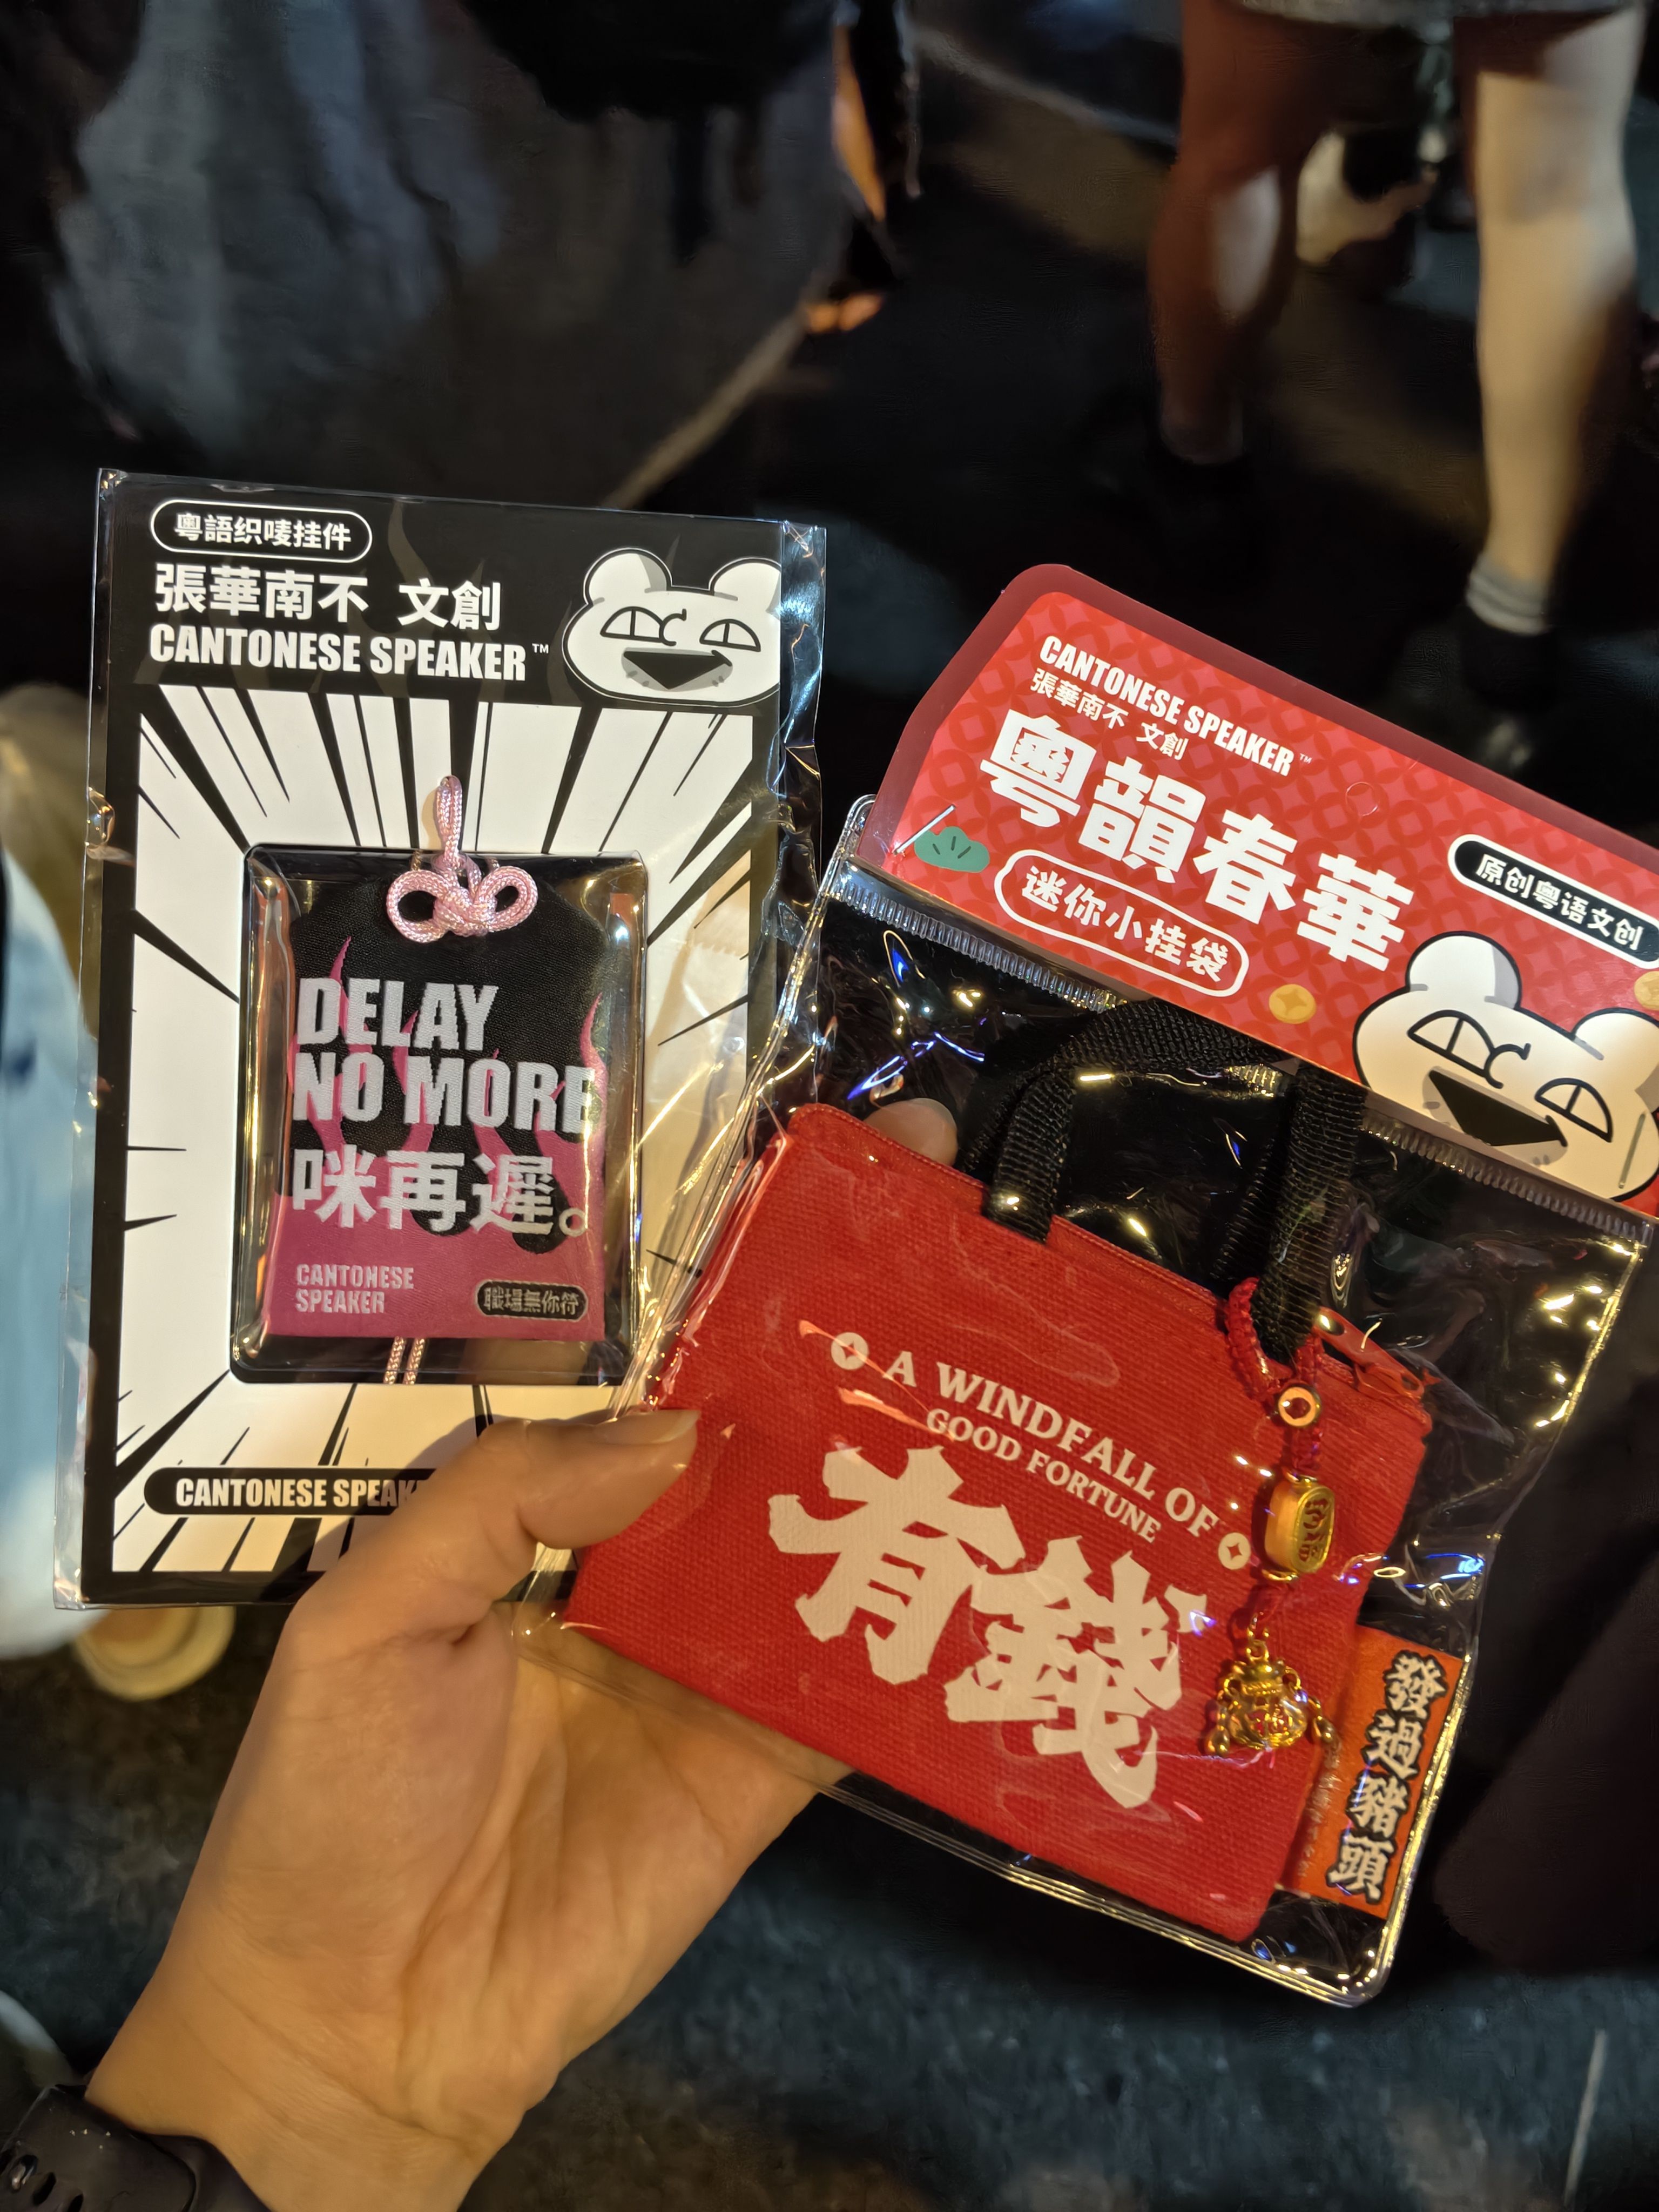 粵語织唛挂件
張華南不 文創
CANTONESE SPEAKER™
DELAY
NO MORE
咪再遲。
CANTONESE
SPEAKER
職場無你符
CANTONESE SPEAK
CANTONESE SPEAKER™
張華南不 文創
粵韻春華
原创粤语文创
迷你小挂袋
A WINDFALL OF
GOOD FORTUNE
有錢
發過豬頭